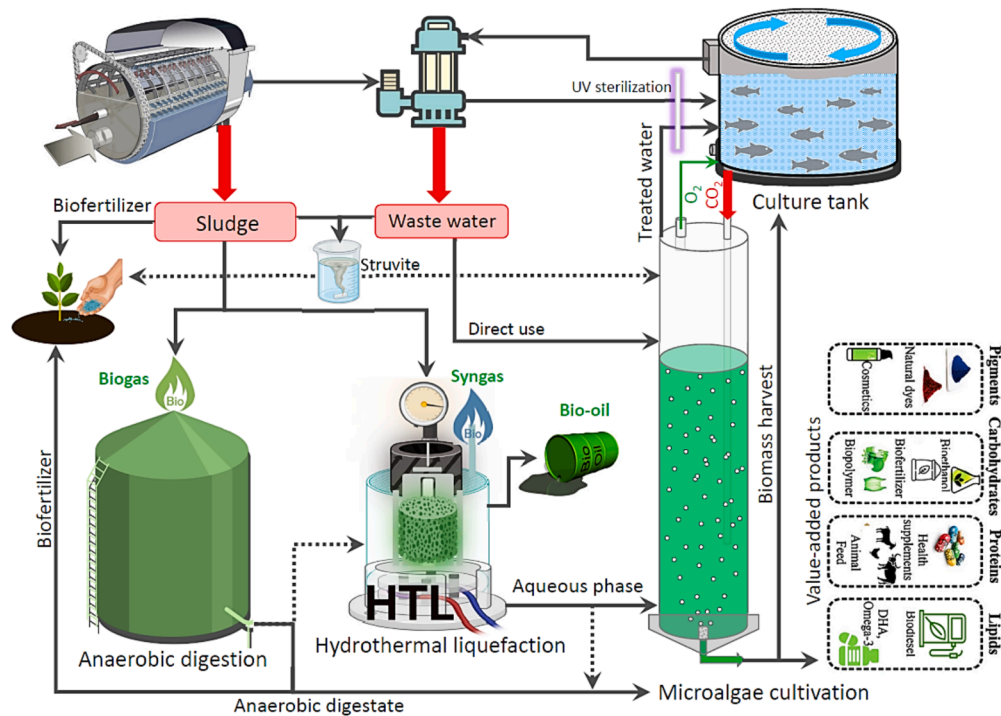 UV sterilization
Treated water
O2
CO2
Culture tank
Biofertilizer
Sludge
Waste water
Struvite
Direct use
Biogas
Bio
Syngas
Bio
Bio-oil
Bio
Oil
Biofertilizer
Biomass harvest
Value-added products
Pigments
Natural dyes
Cosmetics
Carbohydrates
Bioethanol
Biofertilizer
Biopolymer
Proteins
Health
supplements
Animal
Feed
Lipids
Biodiesel
DHA,
Omega-3
HTL
Aqueous phase
Anaerobic digestion
Hydrothermal liquefaction
Anaerobic digestate
Microalgae cultivation